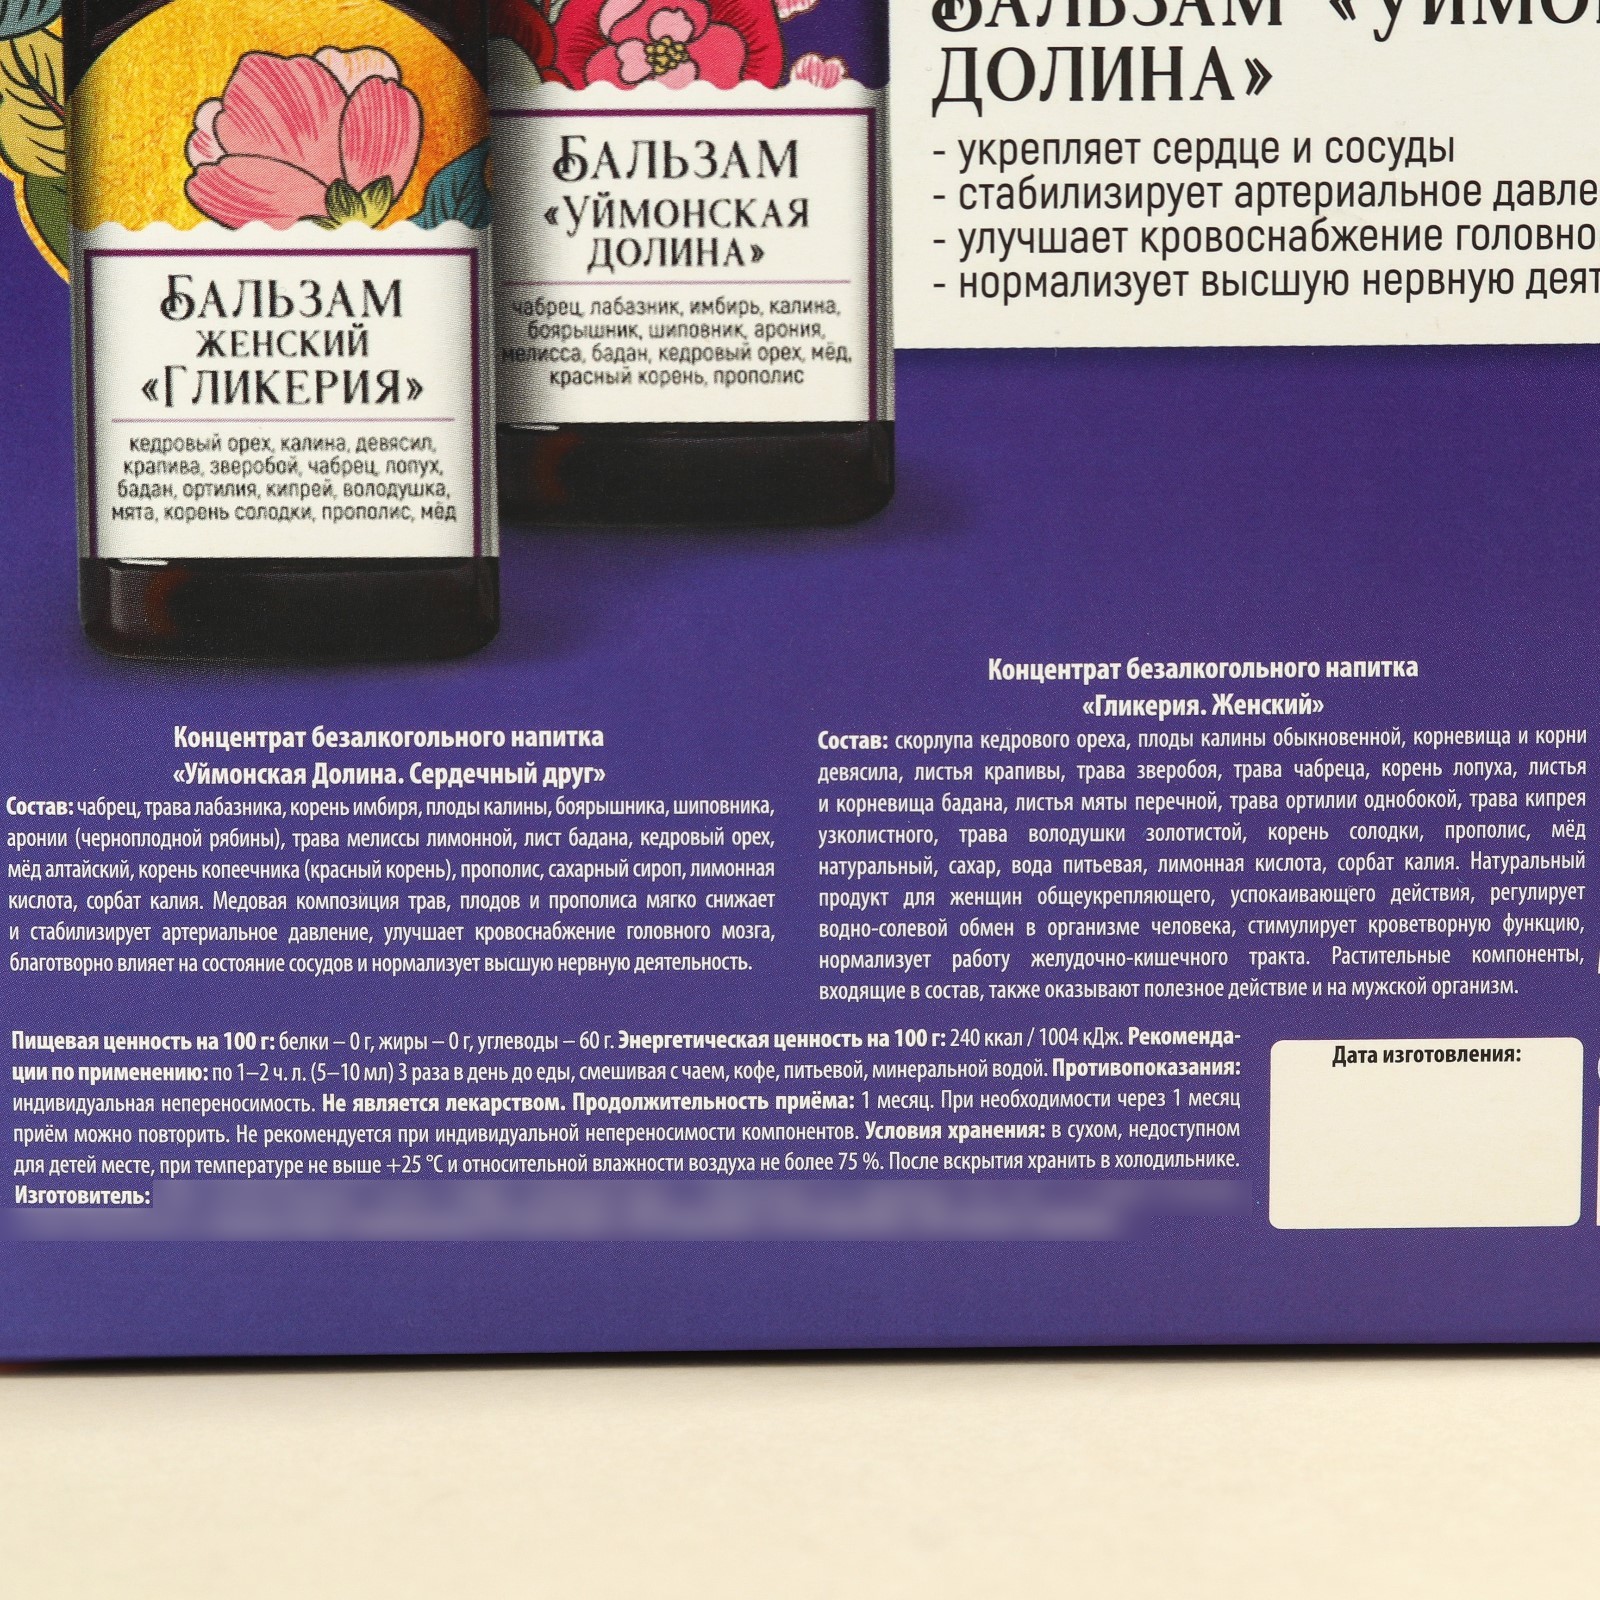 БАЛЬЗАМ
ДОЛИНА»
- укрепляет сердце и сосуды
- стабилизирует артериальное
- улучшает кровоснабжение
- нормализует высшую нервную
БАЛЬЗАМ
«УЙМОНСКАЯ
ДОЛИНА»
чабрец, лабазник, имбирь, калина,
боярышник, шиповник, арония,
мелисса, бадан, кедровый орех, мёд,
красный корень, прополис
БАЛЬЗАМ
ЖЕНСКИЙ
«ГЛИКЕРИЯ»
кедровый орех, калина, девясил,
крапива, зверобой, чабрец, лопух,
бадан, ортилия, кипрей, володушка,
мята, корень солодки, прополис, мёд
Концентрат безалкогольного напитка
«Уймонская Долина. Сердечный друг»
Состав: чабрец, трава лабазника, корень имбиря, плоды калины, боярышника, шиповника,
аронии (черноплодной рябины), трава мелиссы лимонной, лист бадана, кедровый орех,
мёд алтайский, корень копеечника (красный корень), прополис, сахарный сироп, лимонная
кислота, сорбат калия. Медовая композиция трав, плодов и прополиса мягко снижает
и стабилизирует артериальное давление, улучшает кровоснабжение головного мозга,
благотворно влияет на состояние сосудов и нормализует высшую нервную деятельность.
Концентрат безалкогольного напитка
«Гликерия. Женский»
Состав: скорлупа кедрового ореха, плоды калины обыкновенной, корневища и корни
девясила, листья крапивы, трава зверобоя, трава чабреца, корень лопуха, листья
и корневища бадана, листья мяты перечной, трава ортилии однобокой, трава кипрея
узколистного, трава володушки золотистой, корень солодки, прополис, мёд
натуральный, сахар, вода питьевая, лимонная кислота, сорбат калия. Натуральный
продукт для женщин общеукрепляющего, успокаивающего действия, регулирует
водно-солевой обмен в организме человека, стимулирует кроветворную функцию,
нормализует работу желудочно-кишечного тракта. Растительные компоненты,
входящие в состав, также оказывают полезное действие и на мужской организм.
Пищевая ценность на 100 г: белки – 0 г, жиры – 0 г, углеводы – 60 г. Энергетическая ценность на 100 г: 240 ккал / 1004 кДж. Рекоменда-
ции по применению: по 1–2 ч. л. (5–10 мл) 3 раза в день до еды, смешивая с чаем, кофе, питьевой, минеральной водой. Противопоказания:
индивидуальная непереносимость. Не является лекарством. Продолжительность приёма: 1 месяц. При необходимости через 1 месяц
приём можно повторить. Не рекомендуется при индивидуальной непереносимости компонентов. Условия хранения: в сухом, недоступном
для детей месте, при температуре не выше +25 °C и относительной влажности воздуха не более 75 %. После вскрытия хранить в холодильнике.
Изготовитель:
Дата изготовления: